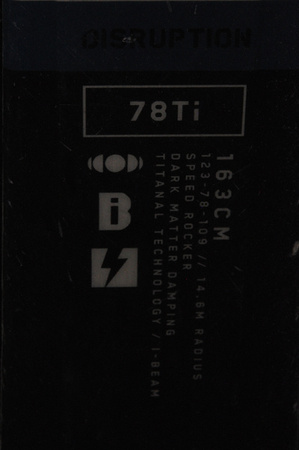 DISRUPTION
78Ti
163CM
123-78-109 // 14.6M RADIUS
SPEED ROCKER
DARK MATTER DAMPING
TITANAL TECHNOLOGY / I-BEAM